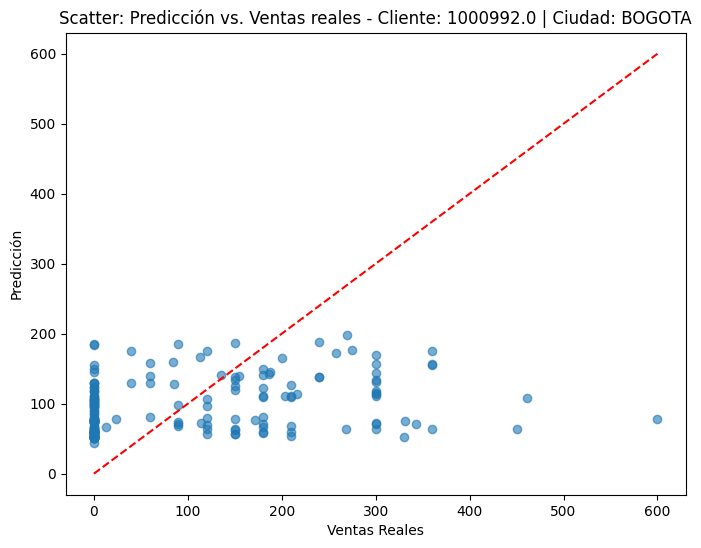 Scatter: Predicción vs. Ventas reales - Cliente: 1000992.0 | Ciudad: BOGOTA
600
500
400
300
200
100
0
Predicción
0 100 200 300 400 500 600
Ventas Reales